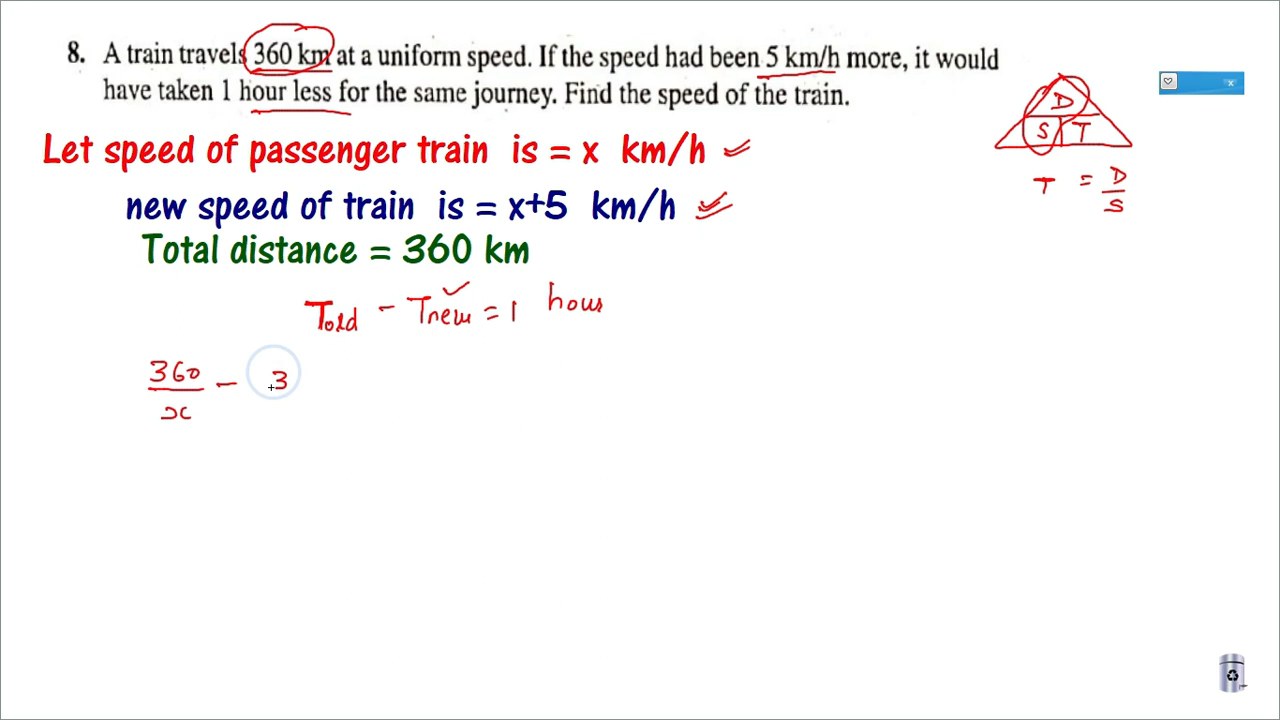 8. A train travels 360 km at a uniform speed. If the speed had been 5 km/h more, it would
have taken 1 hour less for the same journey. Find the speed of the train.
D
S T
T = D
S
Let speed of passenger train is = x km/h
new speed of train is = x+5 km/h
Total distance = 360 km
Told - Tnew = 1 hour
360 - 3
x